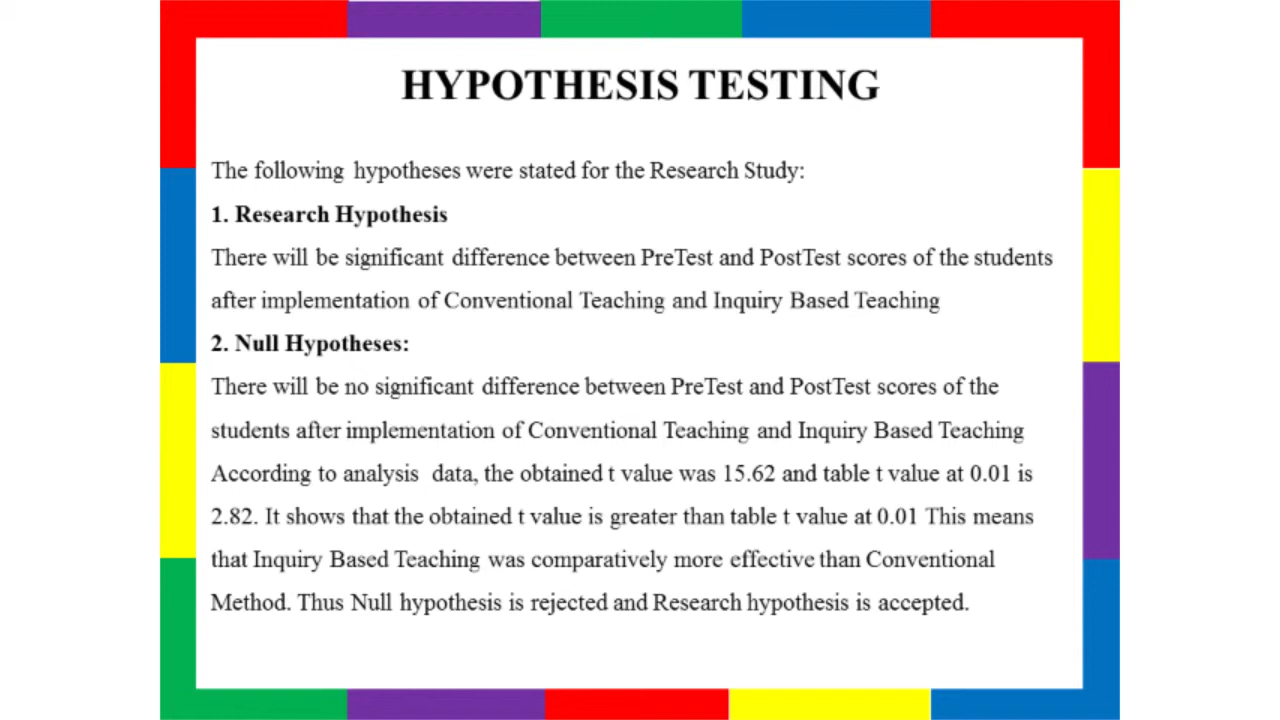 HYPOTHESIS TESTING
The following hypotheses were stated for the Research Study:
1. Research Hypothesis
There will be significant difference between PreTest and PostTest scores of the students
after implementation of Conventional Teaching and Inquiry Based Teaching
2. Null Hypotheses:
There will be no significant difference between PreTest and PostTest scores of the
students after implementation of Conventional Teaching and Inquiry Based Teaching
According to analysis data, the obtained t value was 15.62 and table t value at 0.01 is
2.82. It shows that the obtained t value is greater than table t value at 0.01 This means
that Inquiry Based Teaching was comparatively more effective than Conventional
Method. Thus Null hypothesis is rejected and Research hypothesis is accepted.